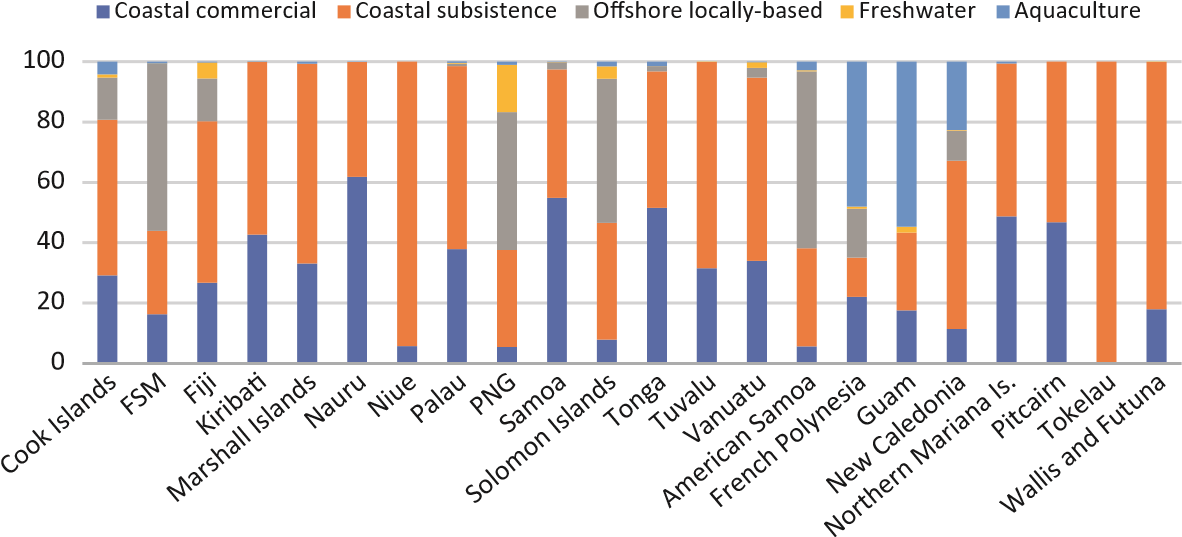 Coastal commercial Coastal subsistence Offshore locally-based Freshwater Aquaculture
100
80
60
40
20
0
Cook Islands
FSM
Fiji
Kiribati
Marshall Islands
Nauru
Niue
Palau
PNG
Samoa
Solomon Islands
Tonga
Tuvalu
Vanuatu
American Samoa
French Polynesia
Guam
New Caledonia
Northern Mariana Is.
Pitcairn
Tokelau
Wallis and Futuna